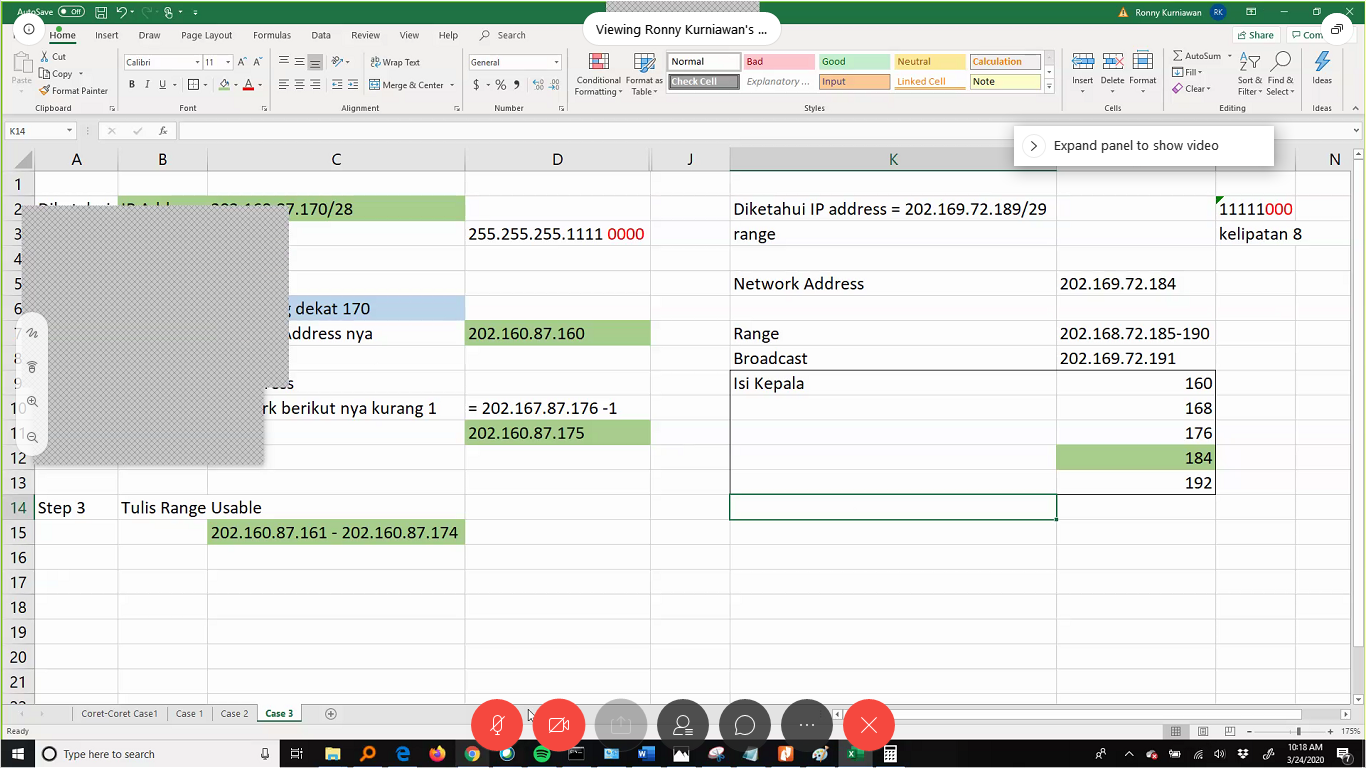 AutoSave Off
Ronny Kurniawan RK
Viewing Ronny Kurniawan's ...
Home Insert Draw Page Layout Formulas Data Review View Help Search
Share Com
Paste
Cut
Copy
Format Painter
Clipboard
Calibri 11
B I U
Font
Wrap Text
Merge & Center
Alignment
General
$ % ,
Number
Conditional Formatting
Format as Table
Normal Bad Good Neutral Calculation
Check Cell Explanatory ... Input Linked Cell Note
Styles
Insert Delete Format
Cells
AutoSum
Fill
Clear
Sort & Filter
Find & Select
Editing
Ideas
Ideas
K14 fx
Expand panel to show video
A B C D J K N
1
2 /28 Diketahui IP address = 202.169.72.189/29 11111000
3 255.255.255.1111 0000 range kelipatan 8
4
5 Network Address 202.169.72.184
6 dekat 170
7 Address nya 202.160.87.160 Range 202.168.72.185-190
8 Broadcast 202.169.72.191
9 Isi Kepala 160
10 berikut nya kurang 1 = 202.167.87.176 -1 168
11 202.160.87.175 176
12 184
13 192
14 Step 3 Tulis Range Usable
15 202.160.87.161 - 202.160.87.174
16
17
18
19
20
21
Coret-Coret Case1 Case 1 Case 2 Case 3
Ready 175%
Type here to search
10:18 AM
3/24/2020